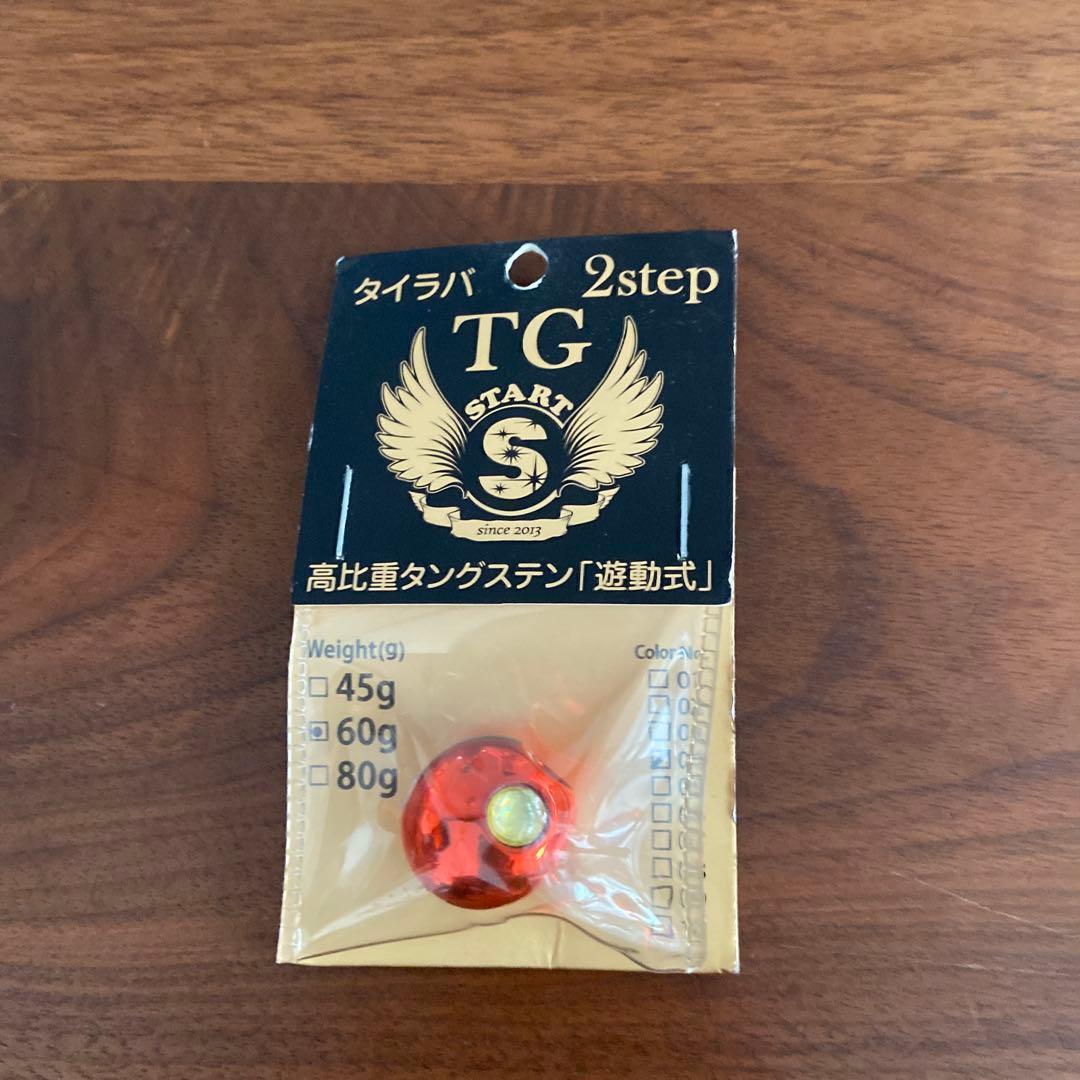 タイラバ 2step
TG
START
S
since 2013
高比重タングステン「遊動式」
Weight(g)
45g
60g
80g
Color